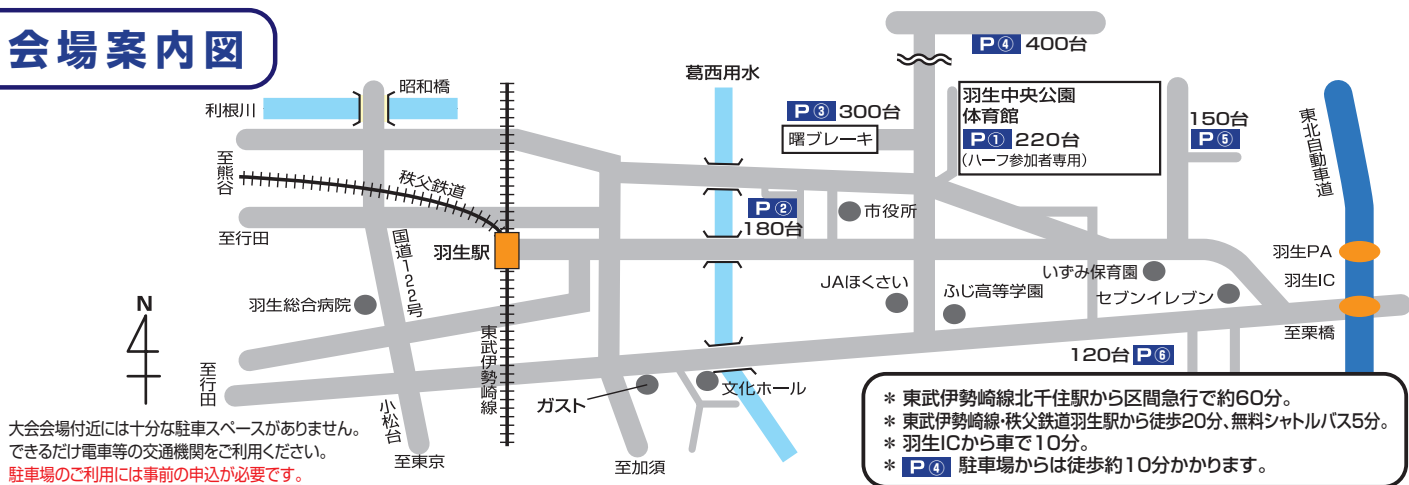 会場案内図
利根川
昭和橋
葛西用水
P④ 400台
P③ 300台
曙ブレーキ
羽生中央公園
体育館
P① 220台
(ハーフ参加者専用)
150台
P⑤
東北自動車道
至熊谷
秩父鉄道
P②
180台
市役所
至行田
国道122号
羽生駅
羽生PA
羽生IC
いずみ保育園
セブンイレブン
JAほくさい
ふじ高等学園
羽生総合病院
N
東武伊勢崎線
至栗橋
120台 P⑥
至行田
小松台
至東京
ガスト
文化ホール
至加須
大会会場付近には十分な駐車スペースがありません。
できるだけ電車等の交通機関をご利用ください。
駐車場のご利用には事前の申込が必要です。
* 東武伊勢崎線北千住駅から区間急行で約60分。
* 東武伊勢崎線・秩父鉄道羽生駅から徒歩20分、無料シャトルバス5分。
* 羽生ICから車で10分。
* P④ 駐車場からは徒歩約10分かかります。